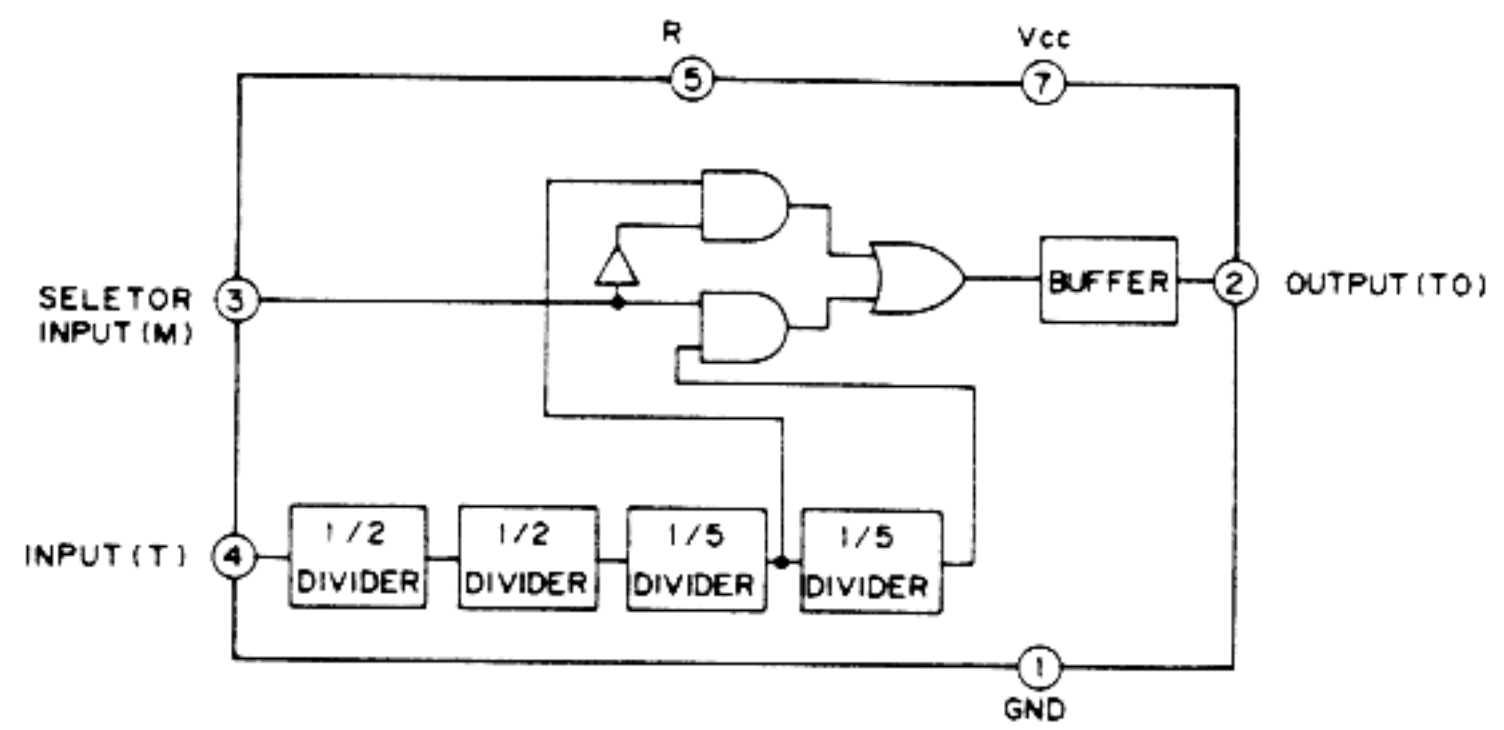 R
Vcc
5
7
SELETOR
INPUT(M)
3
BUFFER
2
OUTPUT(TO)
INPUT(T)
4
1/2
DIVIDER
1/2
DIVIDER
1/5
DIVIDER
1/5
DIVIDER
1
GND